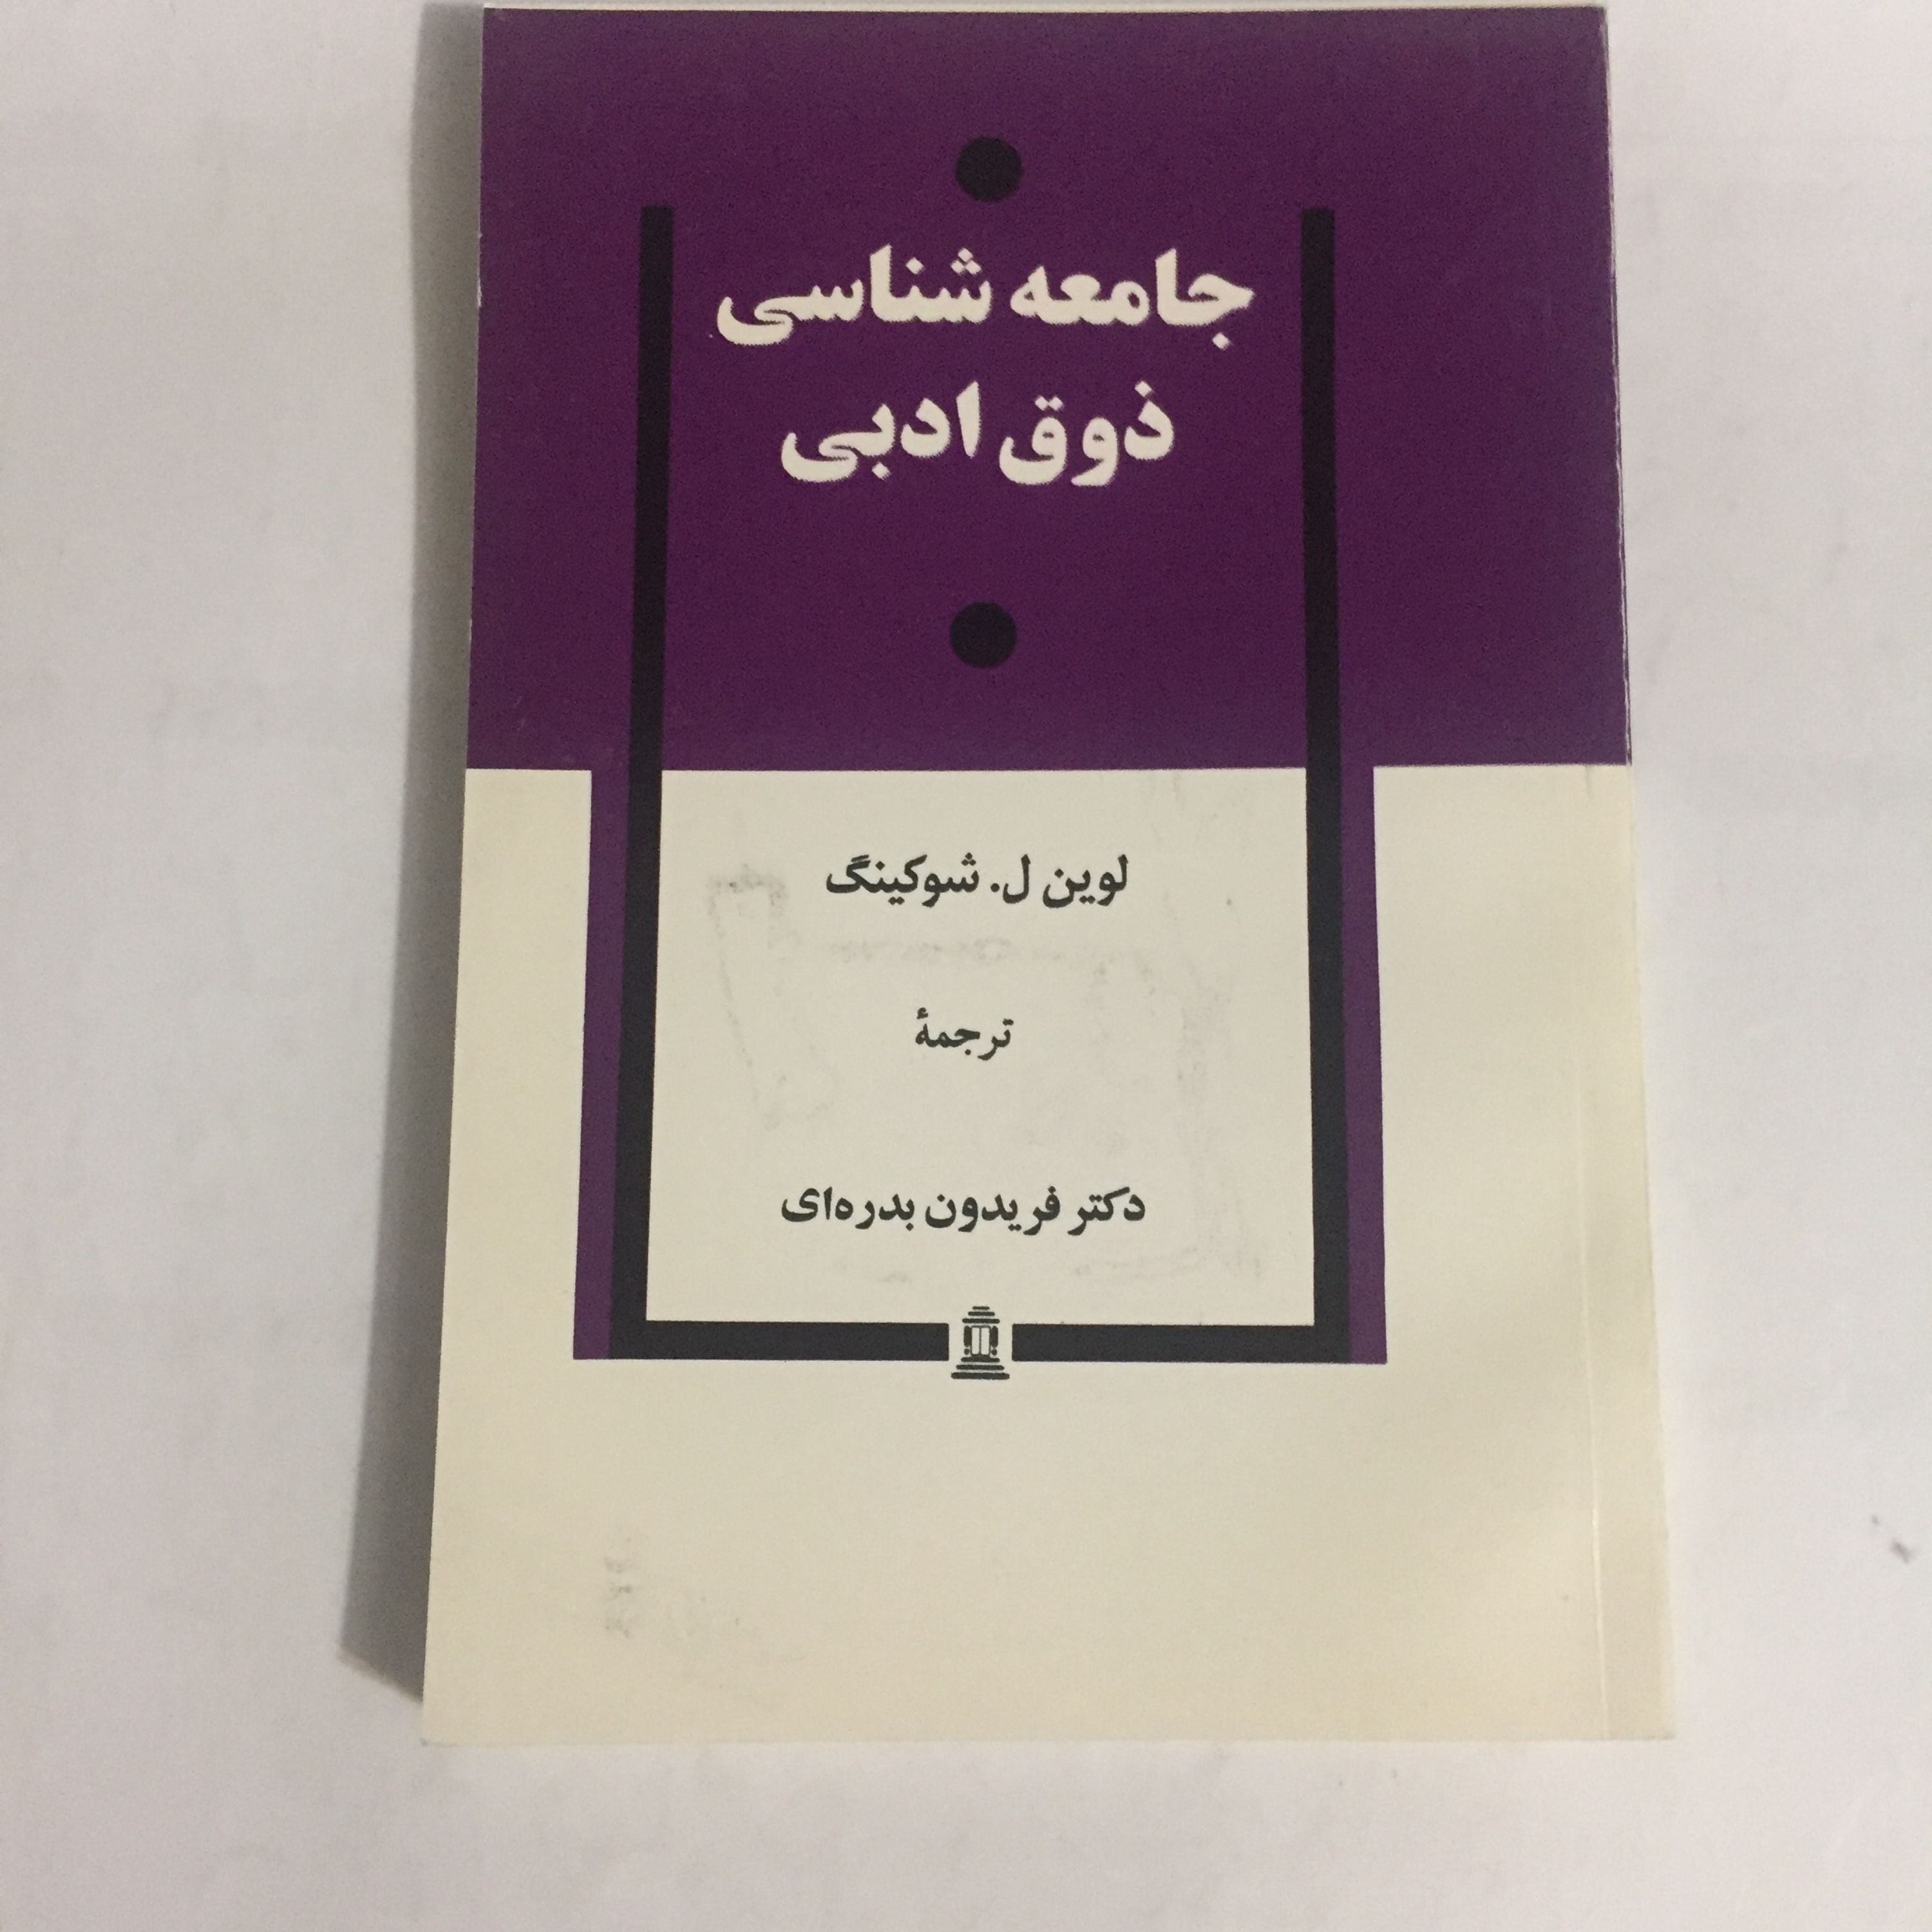 جامعه شناسی
ذوق ادبی
لوین ل. شوکینگ
ترجمهٔ
دکتر فریدون بدره‌ای